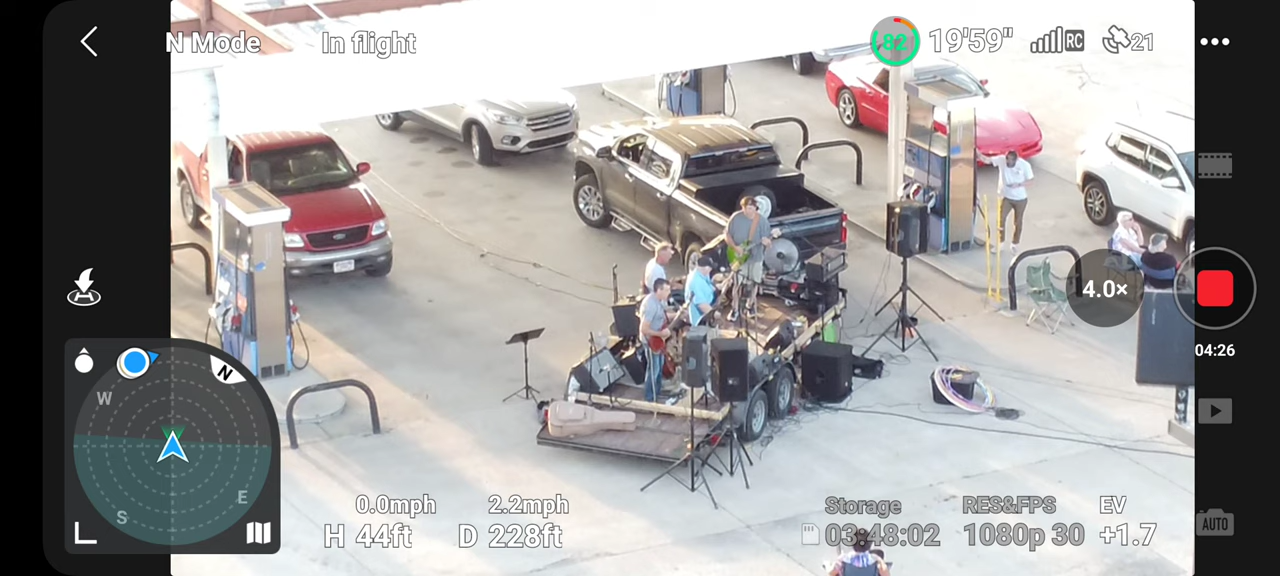 N Mode
In flight
82
19'59"
RC
21
4.0×
04:26
N
W
E
S
0.0mph
2.2mph
H 44ft
D 228ft
Storage
03:48:02
RES&FPS
1080p 30
EV
+1.7
AUTO